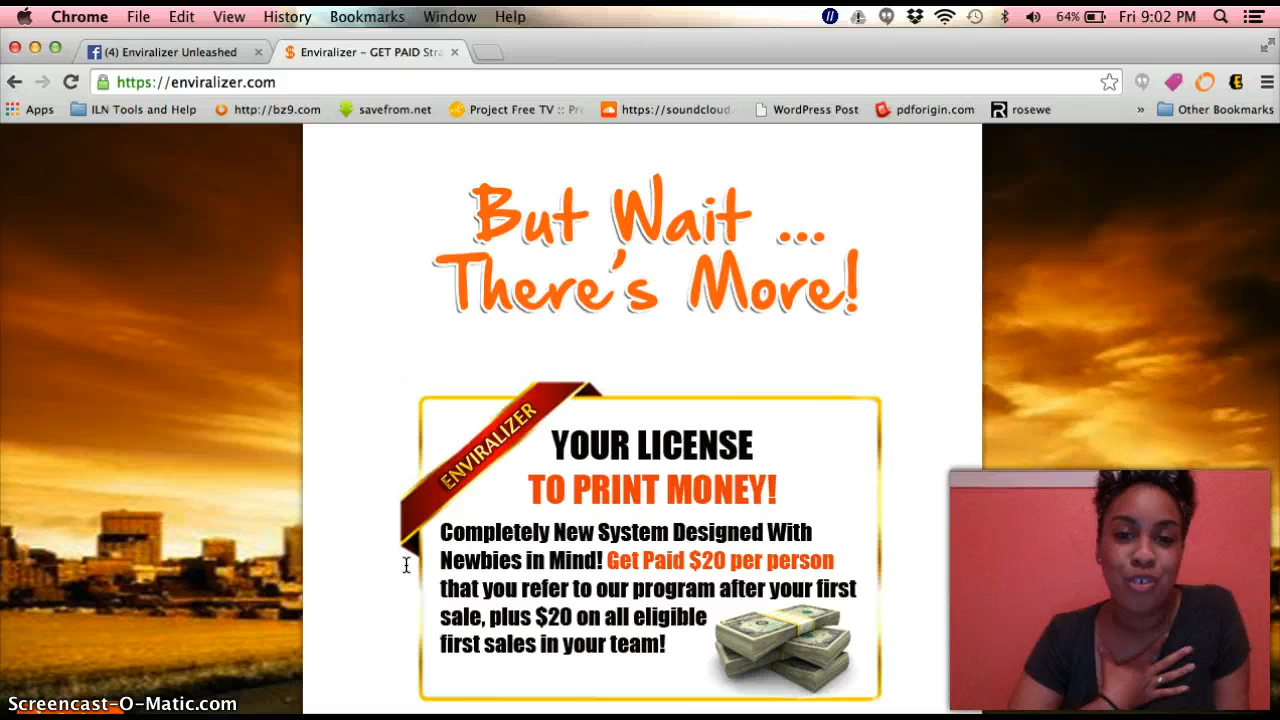 Chrome File Edit View History Bookmarks Window Help 64% Fri 9:02 PM
(4) Enviralizer Unleashed Enviralizer – GET PAID Stra
https://enviralizer.com
Apps ILN Tools and Help http://bz9.com savefrom.net Project Free TV :: Pr https://soundcloud. WordPress Post pdforigin.com rosewe » Other Bookmarks
But Wait ...
There's More!
ENVIRALIZER
YOUR LICENSE
TO PRINT MONEY!
Completely New System Designed With
Newbies in Mind! Get Paid $20 per person
that you refer to our program after your first
sale, plus $20 on all eligible
first sales in your team!
Screencast-O-Matic.com